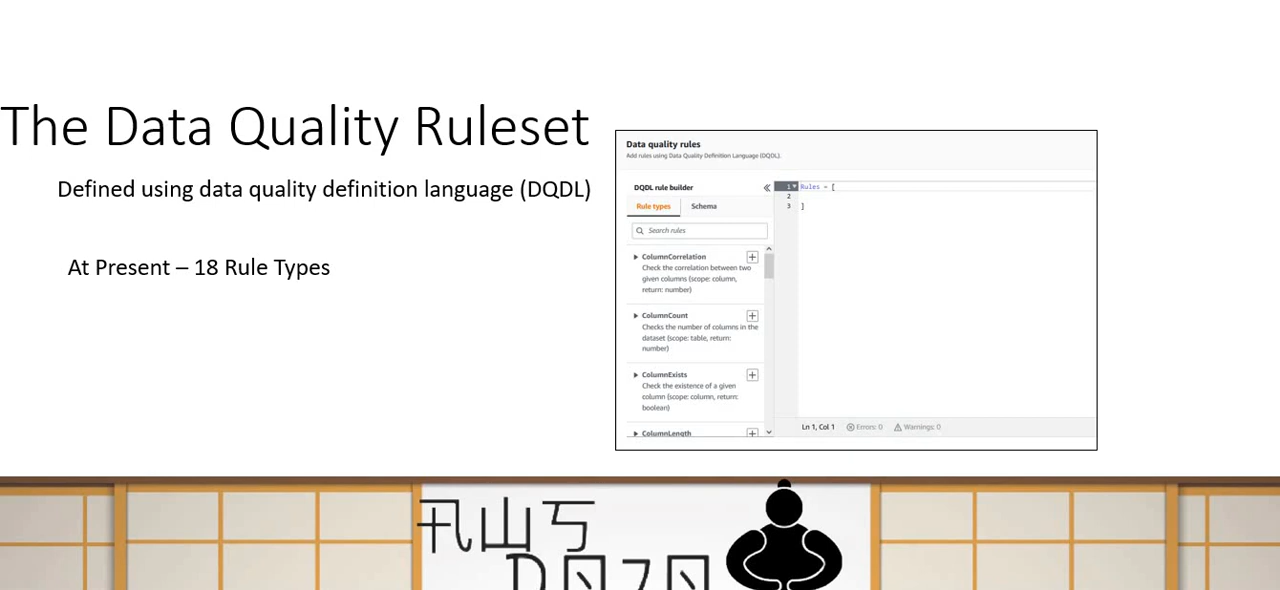 The Data Quality Ruleset
Defined using data quality definition language (DQDL)
At Present – 18 Rule Types
Data quality rules
Add rules using Data Quality Definition Language (DQDL).
DQDL rule builder
Rule types
Schema
Search rules
ColumnCorrelation
Check the correlation between two
given columns (scope: column,
return: number)
ColumnCount
Checks the number of columns in the
dataset (scope: table, return:
number)
ColumnExists
Check the existence of a given
column (scope: column, return:
boolean)
ColumnLength
1 Rules = [
2
3 ]
Ln 1, Col 1 Errors: 0 Warnings: 0